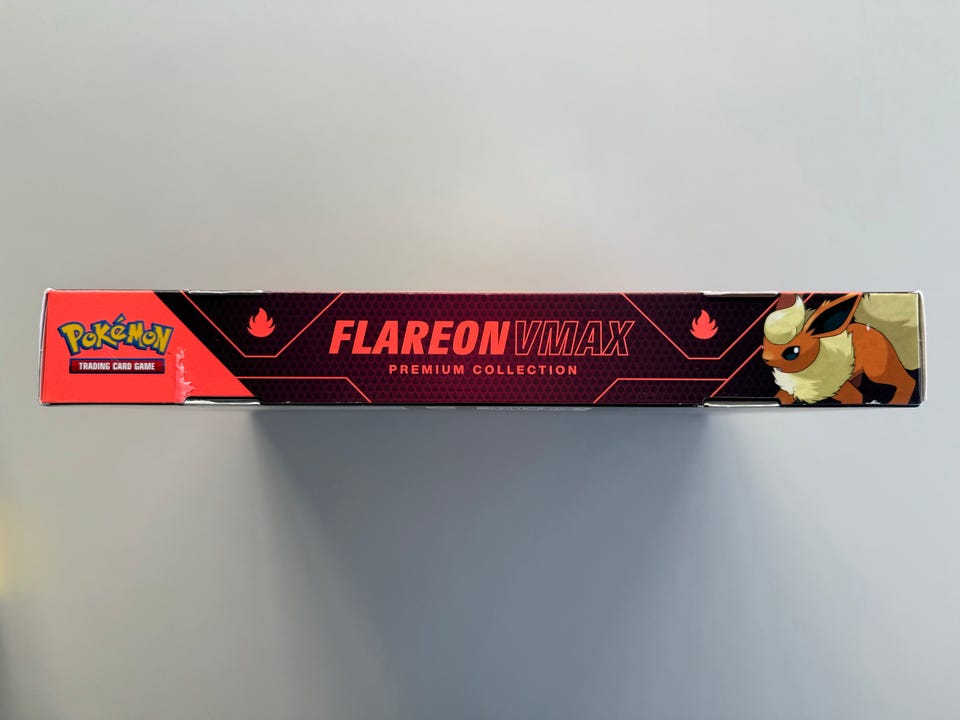 Pokémon
TRADING CARD GAME
FLAREON VMAX
PREMIUM COLLECTION